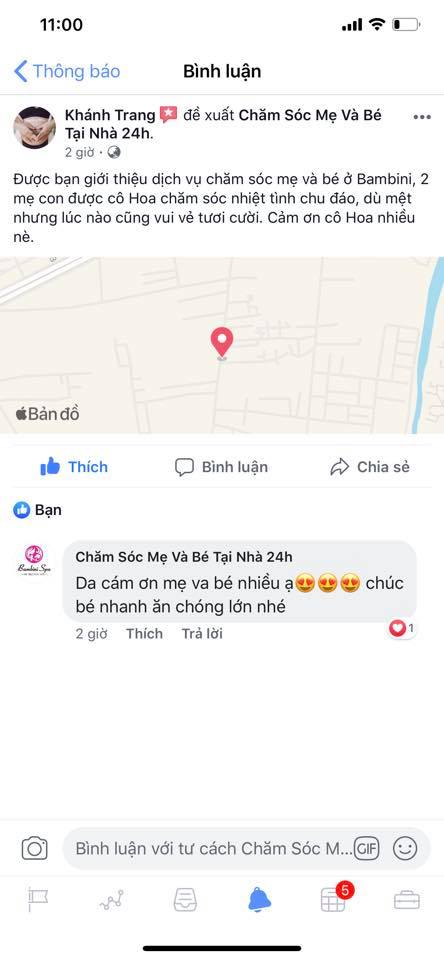 11:00
Thông báo
Bình luận
Khánh Trang đề xuất Chăm Sóc Mẹ Và Bé
Tại Nhà 24h.
2 giờ ·
Được bạn giới thiệu dịch vụ chăm sóc mẹ và bé ở Bambini, 2
mẹ con được cô Hoa chăm sóc nhiệt tình chu đáo, dù mệt
nhưng lúc nào cũng vui vẻ tươi cười. Cảm ơn cô Hoa nhiều
nè.
Bản đồ
Thích
Bình luận
Chia sẻ
Bạn
Bambini Spa
Chăm Sóc Mẹ Và Bé Tại Nhà 24h
Da cám ơn mẹ va bé nhiều ạ😍😍😍 chúc
bé nhanh ăn chóng lớn nhé
2 giờ Thích Trả lời
1
Bình luận với tư cách Chăm Sóc M...
GIF
5